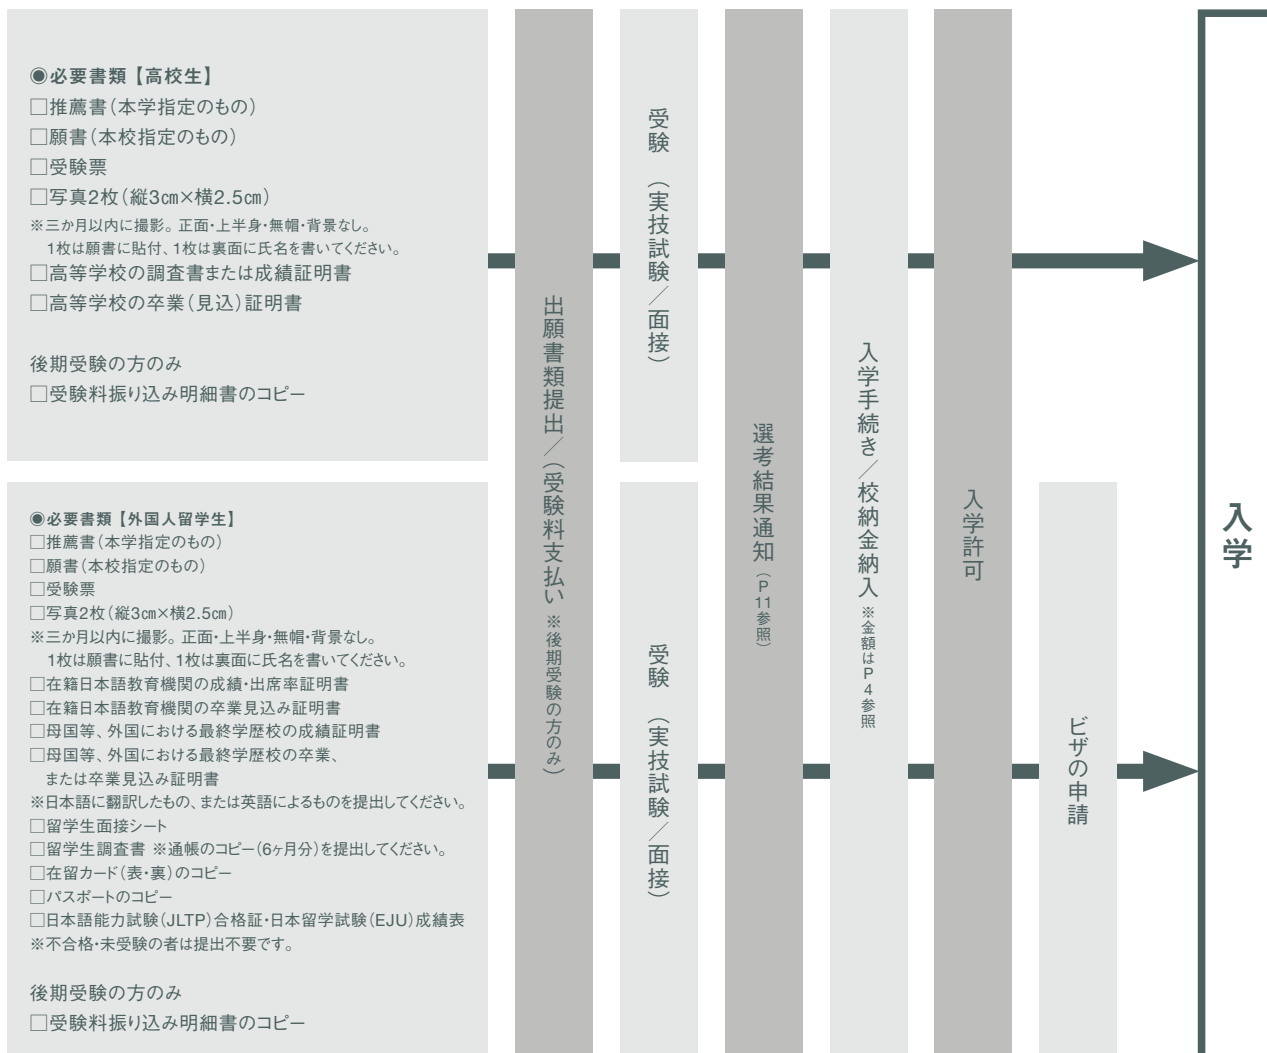 ◉必要書類【高校生】
□推薦書(本学指定のもの)
□願書(本校指定のもの)
□受験票
□写真2枚(縦3㎝×横2.5㎝)
※三か月以内に撮影。正面・上半身・無帽・背景なし。
1枚は願書に貼付、1枚は裏面に氏名を書いてください。
□高等学校の調査書または成績証明書
□高等学校の卒業(見込)証明書
後期受験の方のみ
□受験料振り込み明細書のコピー
◉必要書類【外国人留学生】
□推薦書(本学指定のもの)
□願書(本校指定のもの)
□受験票
□写真2枚(縦3㎝×横2.5㎝)
※三か月以内に撮影。正面・上半身・無帽・背景なし。
1枚は願書に貼付、1枚は裏面に氏名を書いてください。
□在籍日本語教育機関の成績・出席率証明書
□在籍日本語教育機関の卒業見込み証明書
□母国等、外国における最終学歴校の成績証明書
□母国等、外国における最終学歴校の卒業、
または卒業見込み証明書
※日本語に翻訳したもの、または英語によるものを提出してください。
□留学生面接シート
□留学生調査書 ※通帳のコピー(6ヶ月分)を提出してください。
□在留カード(表・裏)のコピー
□パスポートのコピー
□日本語能力試験(JLTP)合格証・日本留学試験(EJU)成績表
※不合格・未受験の者は提出不要です。
後期受験の方のみ
□受験料振り込み明細書のコピー
出願書類提出/(受験料支払い ※後期受験の方のみ)
受験 (実技試験/面接)
受験 (実技試験/面接)
選考結果通知(P11参照)
入学手続き/校納金納入 ※金額はP4参照
入学許可
ビザの申請
入学